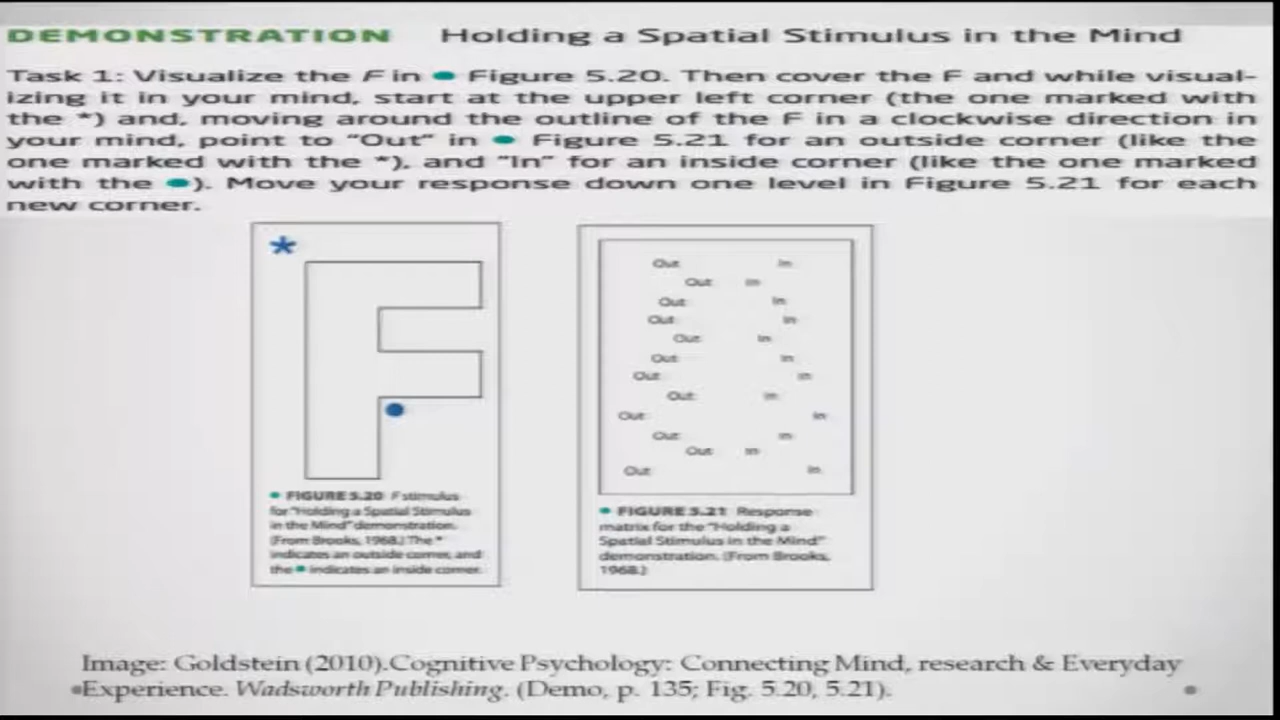 DEMONSTRATION Holding a Spatial Stimulus in the Mind
Task 1: Visualize the F in ● Figure 5.20. Then cover the F and while visual-
izing it in your mind, start at the upper left corner (the one marked with
the *) and, moving around the outline of the F in a clockwise direction in
your mind, point to "Out" in ● Figure 5.21 for an outside corner (like the
one marked with the *), and "In" for an inside corner (like the one marked
with the ●). Move your response down one level in Figure 5.21 for each
new corner.
*
● FIGURE 5.20 F stimulus
for "Holding a Spatial Stimulus
in the Mind" demonstration.
(From Brooks, 1968.) The *
indicates an outside corner, and
the ● indicates an inside corner.
Out In
Out In
Out In
Out In
Out In
Out In
Out In
Out In
Out In
Out In
Out In
Out In
● FIGURE 5.21 Response
matrix for the "Holding a
Spatial Stimulus in the Mind"
demonstration. (From Brooks,
1968.)
Image: Goldstein (2010).Cognitive Psychology: Connecting Mind, research & Everyday
Experience. Wadsworth Publishing. (Demo, p. 135; Fig. 5.20, 5.21).